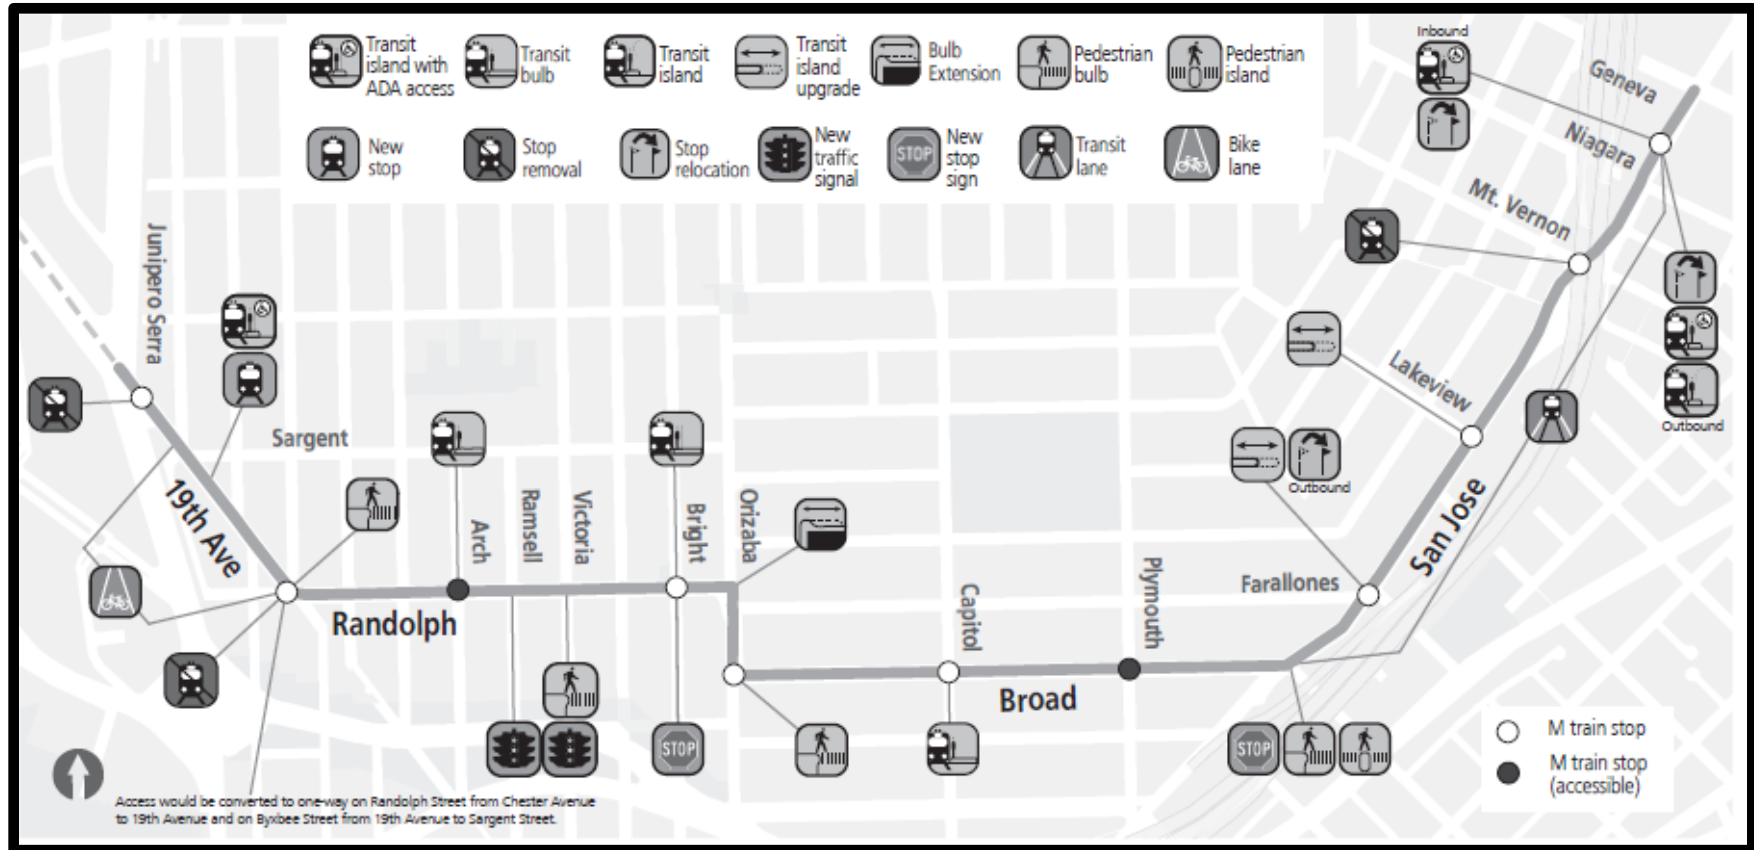 Transit
island with
ADA access
Transit
bulb
Transit
island
Transit
island
upgrade
Bulb
Extension
Pedestrian
bulb
Pedestrian
island
New
stop
Stop
removal
Stop
relocation
New
traffic
signal
STOP
New
stop
sign
Transit
lane
Bike
lane
Inbound
Geneva
Niagara
Mt. Vernon
Junipero Serra
Lakeview
Outbound
Sargent
19th Ave
Arch
Ramsell
Victoria
Bright
Orizaba
Outbound
San Jose
Capitol
Plymouth
Farallones
Randolph
Broad
STOP
STOP
M train stop
M train stop
(accessible)
Access would be converted to one-way on Randolph Street from Chester Avenue
to 19th Avenue and on Byxbee Street from 19th Avenue to Sargent Street.